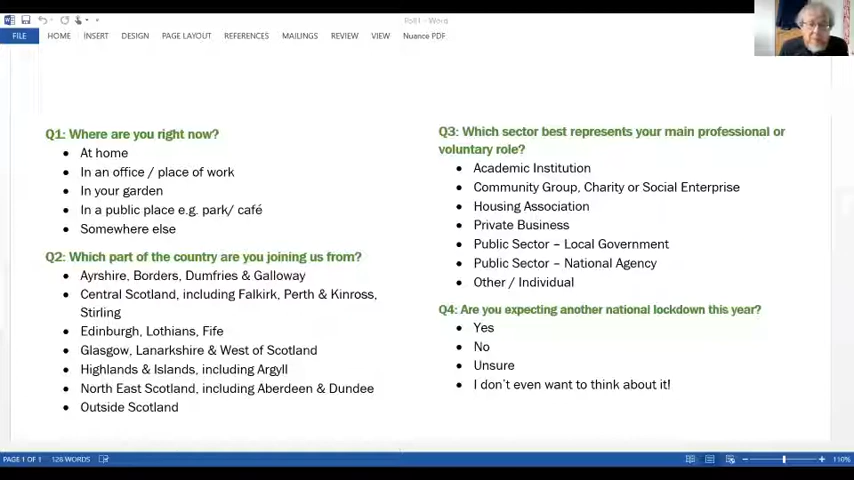 Poll1 - Word
FILE HOME INSERT DESIGN PAGE LAYOUT REFERENCES MAILINGS REVIEW VIEW Nuance PDF
Q1: Where are you right now?
• At home
• In an office / place of work
• In your garden
• In a public place e.g. park/ café
• Somewhere else
Q2: Which part of the country are you joining us from?
• Ayrshire, Borders, Dumfries & Galloway
• Central Scotland, including Falkirk, Perth & Kinross,
Stirling
• Edinburgh, Lothians, Fife
• Glasgow, Lanarkshire & West of Scotland
• Highlands & Islands, including Argyll
• North East Scotland, including Aberdeen & Dundee
• Outside Scotland
Q3: Which sector best represents your main professional or
voluntary role?
• Academic Institution
• Community Group, Charity or Social Enterprise
• Housing Association
• Private Business
• Public Sector – Local Government
• Public Sector – National Agency
• Other / Individual
Q4: Are you expecting another national lockdown this year?
• Yes
• No
• Unsure
• I don't even want to think about it!
PAGE 1 OF 1 126 WORDS 110%